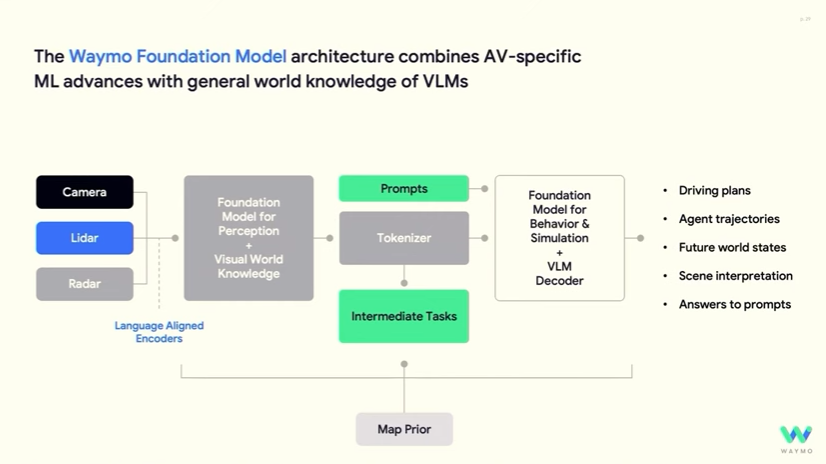 The Waymo Foundation Model architecture combines AV-specific
ML advances with general world knowledge of VLMs
Camera
Lidar
Radar
Language Aligned
Encoders
Foundation
Model for
Perception
+
Visual World
Knowledge
Prompts
Tokenizer
Intermediate Tasks
Foundation
Model for
Behavior &
Simulation
+
VLM
Decoder
• Driving plans
• Agent trajectories
• Future world states
• Scene interpretation
• Answers to prompts
Map Prior
WAYMO